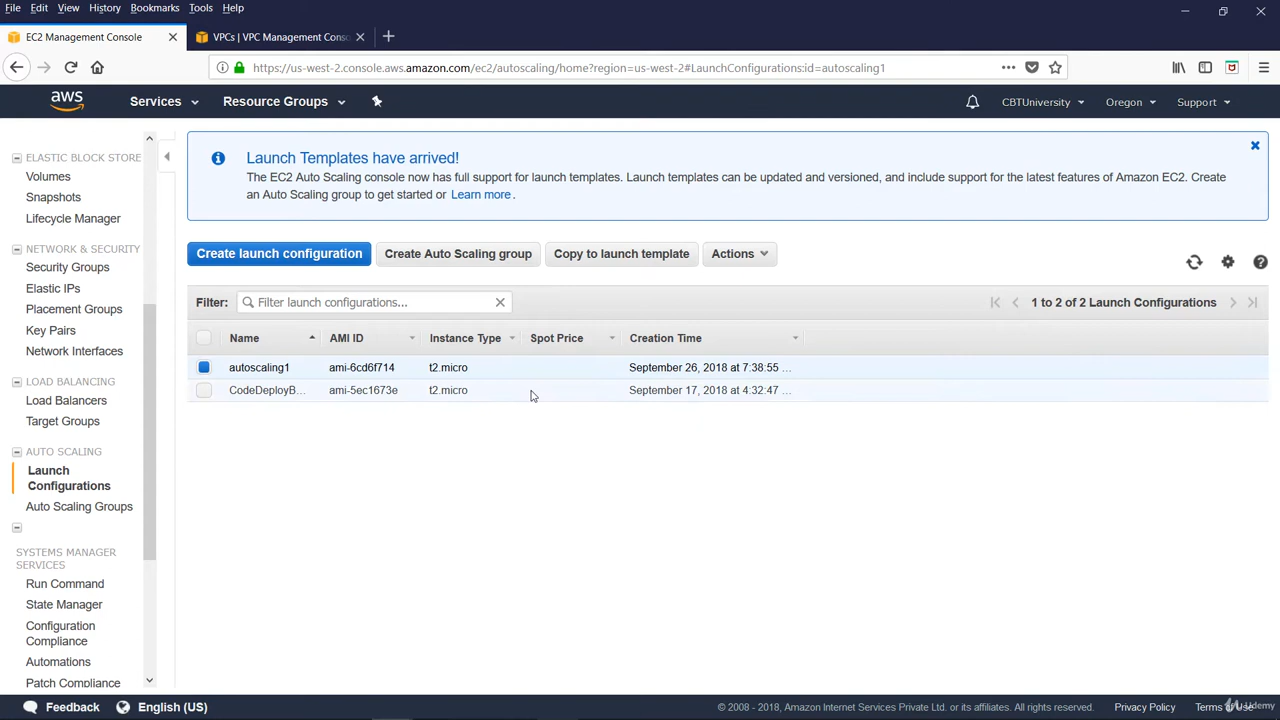 File Edit View History Bookmarks Tools Help
EC2 Management Console
VPCs | VPC Management Conso
https://us-west-2.console.aws.amazon.com/ec2/autoscaling/home?region=us-west-2#LaunchConfigurations:id=autoscaling1
aws Services Resource Groups CBTUniversity Oregon Support
ELASTIC BLOCK STORE
Volumes
Snapshots
Lifecycle Manager
NETWORK & SECURITY
Security Groups
Elastic IPs
Placement Groups
Key Pairs
Network Interfaces
LOAD BALANCING
Load Balancers
Target Groups
AUTO SCALING
Launch
Configurations
Auto Scaling Groups
SYSTEMS MANAGER
SERVICES
Run Command
State Manager
Configuration
Compliance
Automations
Patch Compliance
Launch Templates have arrived!
The EC2 Auto Scaling console now has full support for launch templates. Launch templates can be updated and versioned, and include support for the latest features of Amazon EC2. Create
an Auto Scaling group to get started or Learn more.
Create launch configuration Create Auto Scaling group Copy to launch template Actions
Filter: Filter launch configurations... 1 to 2 of 2 Launch Configurations
Name AMI ID Instance Type Spot Price Creation Time
autoscaling1 ami-6cd6f714 t2.micro September 26, 2018 at 7:38:55 ...
CodeDeployB... ami-5ec1673e t2.micro September 17, 2018 at 4:32:47 ...
Feedback English (US) © 2008 - 2018, Amazon Internet Services Private Ltd. or its affiliates. All rights reserved. Privacy Policy Terms of Use
Udemy